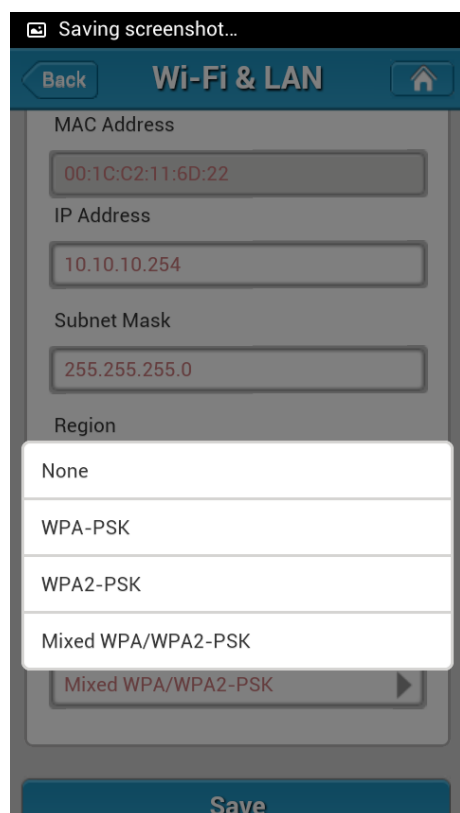 Saving screenshot...
Back
Wi-Fi & LAN
MAC Address
00:1C:C2:11:6D:22
IP Address
10.10.10.254
Subnet Mask
255.255.255.0
Region
None
WPA-PSK
WPA2-PSK
Mixed WPA/WPA2-PSK
Mixed WPA/WPA2-PSK
Save